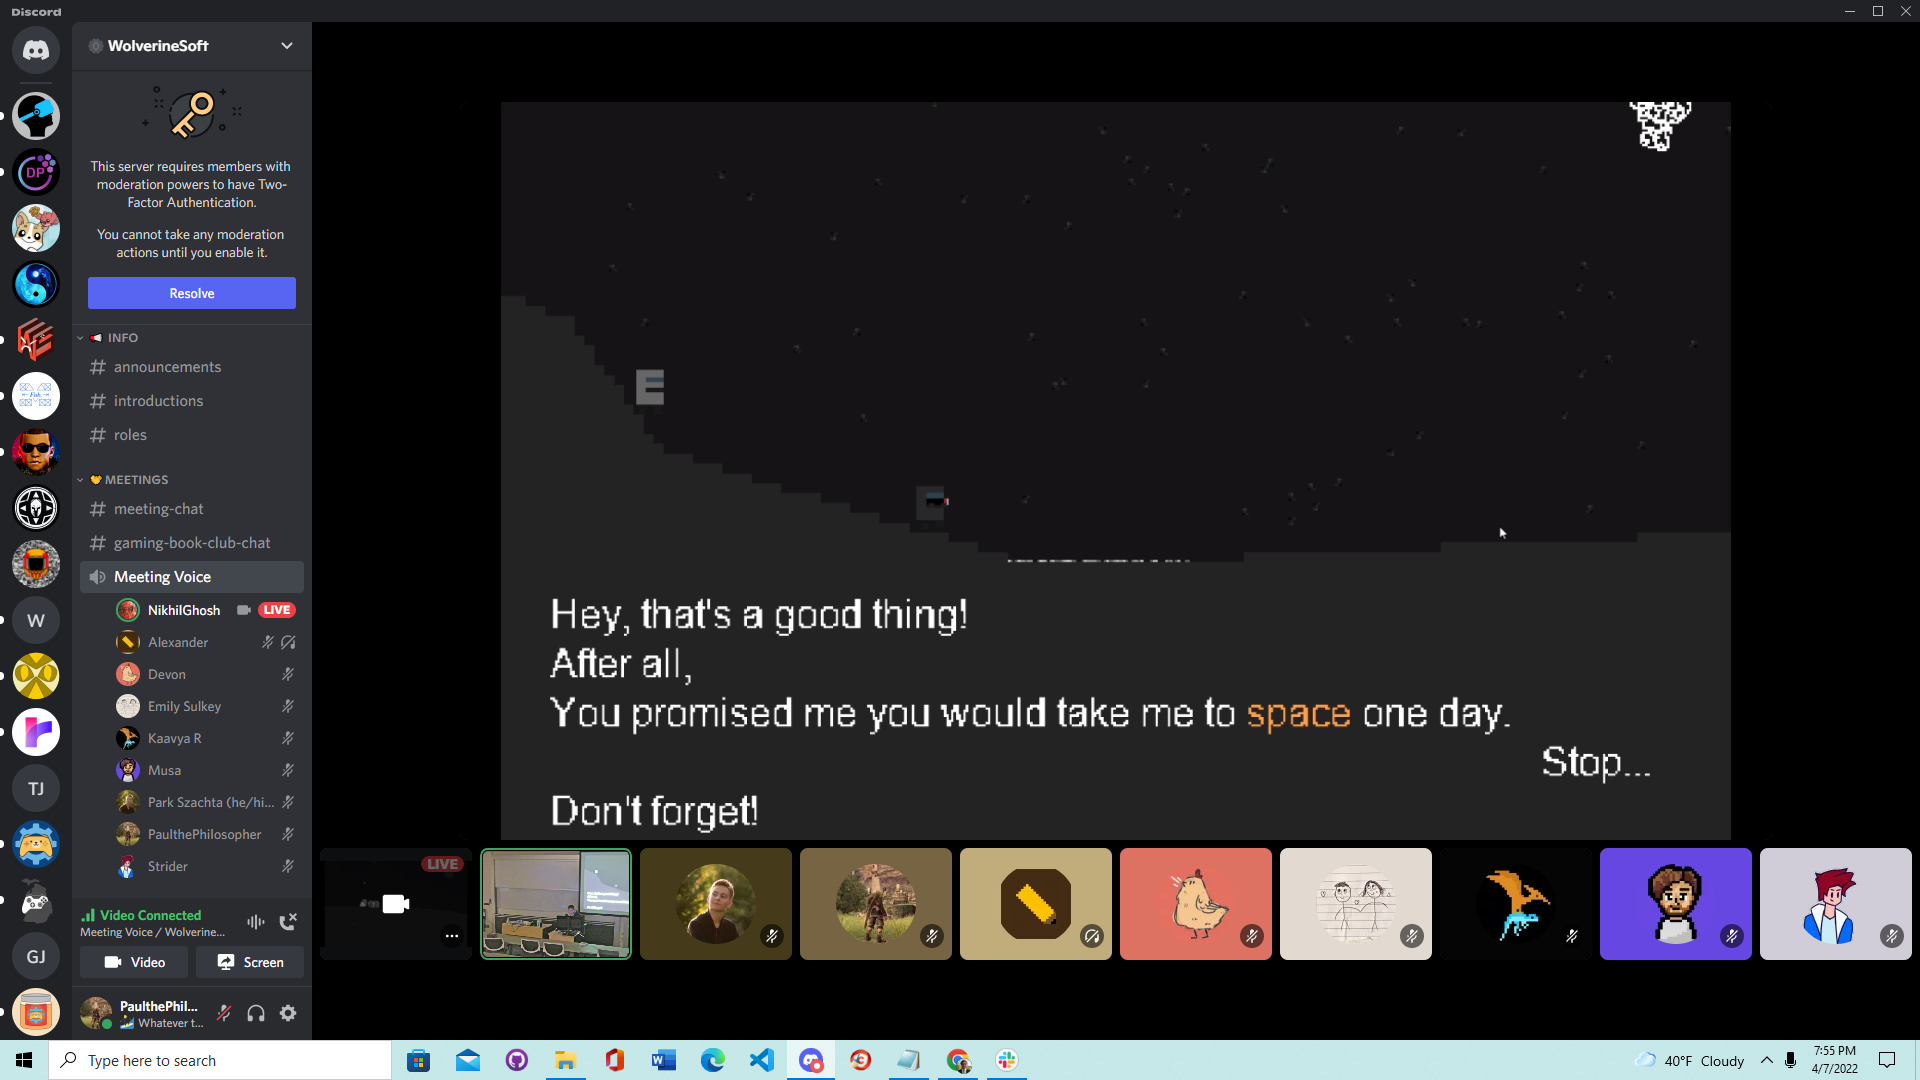 Discord
WolverineSoft
This server requires members with
moderation powers to have Two-
Factor Authentication.
You cannot take any moderation
actions until you enable it.
Resolve
INFO
announcements
introductions
roles
MEETINGS
meeting-chat
gaming-book-club-chat
Meeting Voice
NikhilGhosh LIVE
Alexander
Devon
Emily Sulkey
Kaavya R
Musa
Park Szachta (he/hi...
PaulthePhilosopher
Strider
Video Connected
Meeting Voice / Wolverine...
Video Screen
PaulthePhil...
Whatever t...
DP
W
TJ
GJ
E
Hey, that's a good thing!
After all,
You promised me you would take me to space one day.
Stop...
Don't forget!
LIVE
Type here to search
40°F Cloudy
7:55 PM
4/7/2022